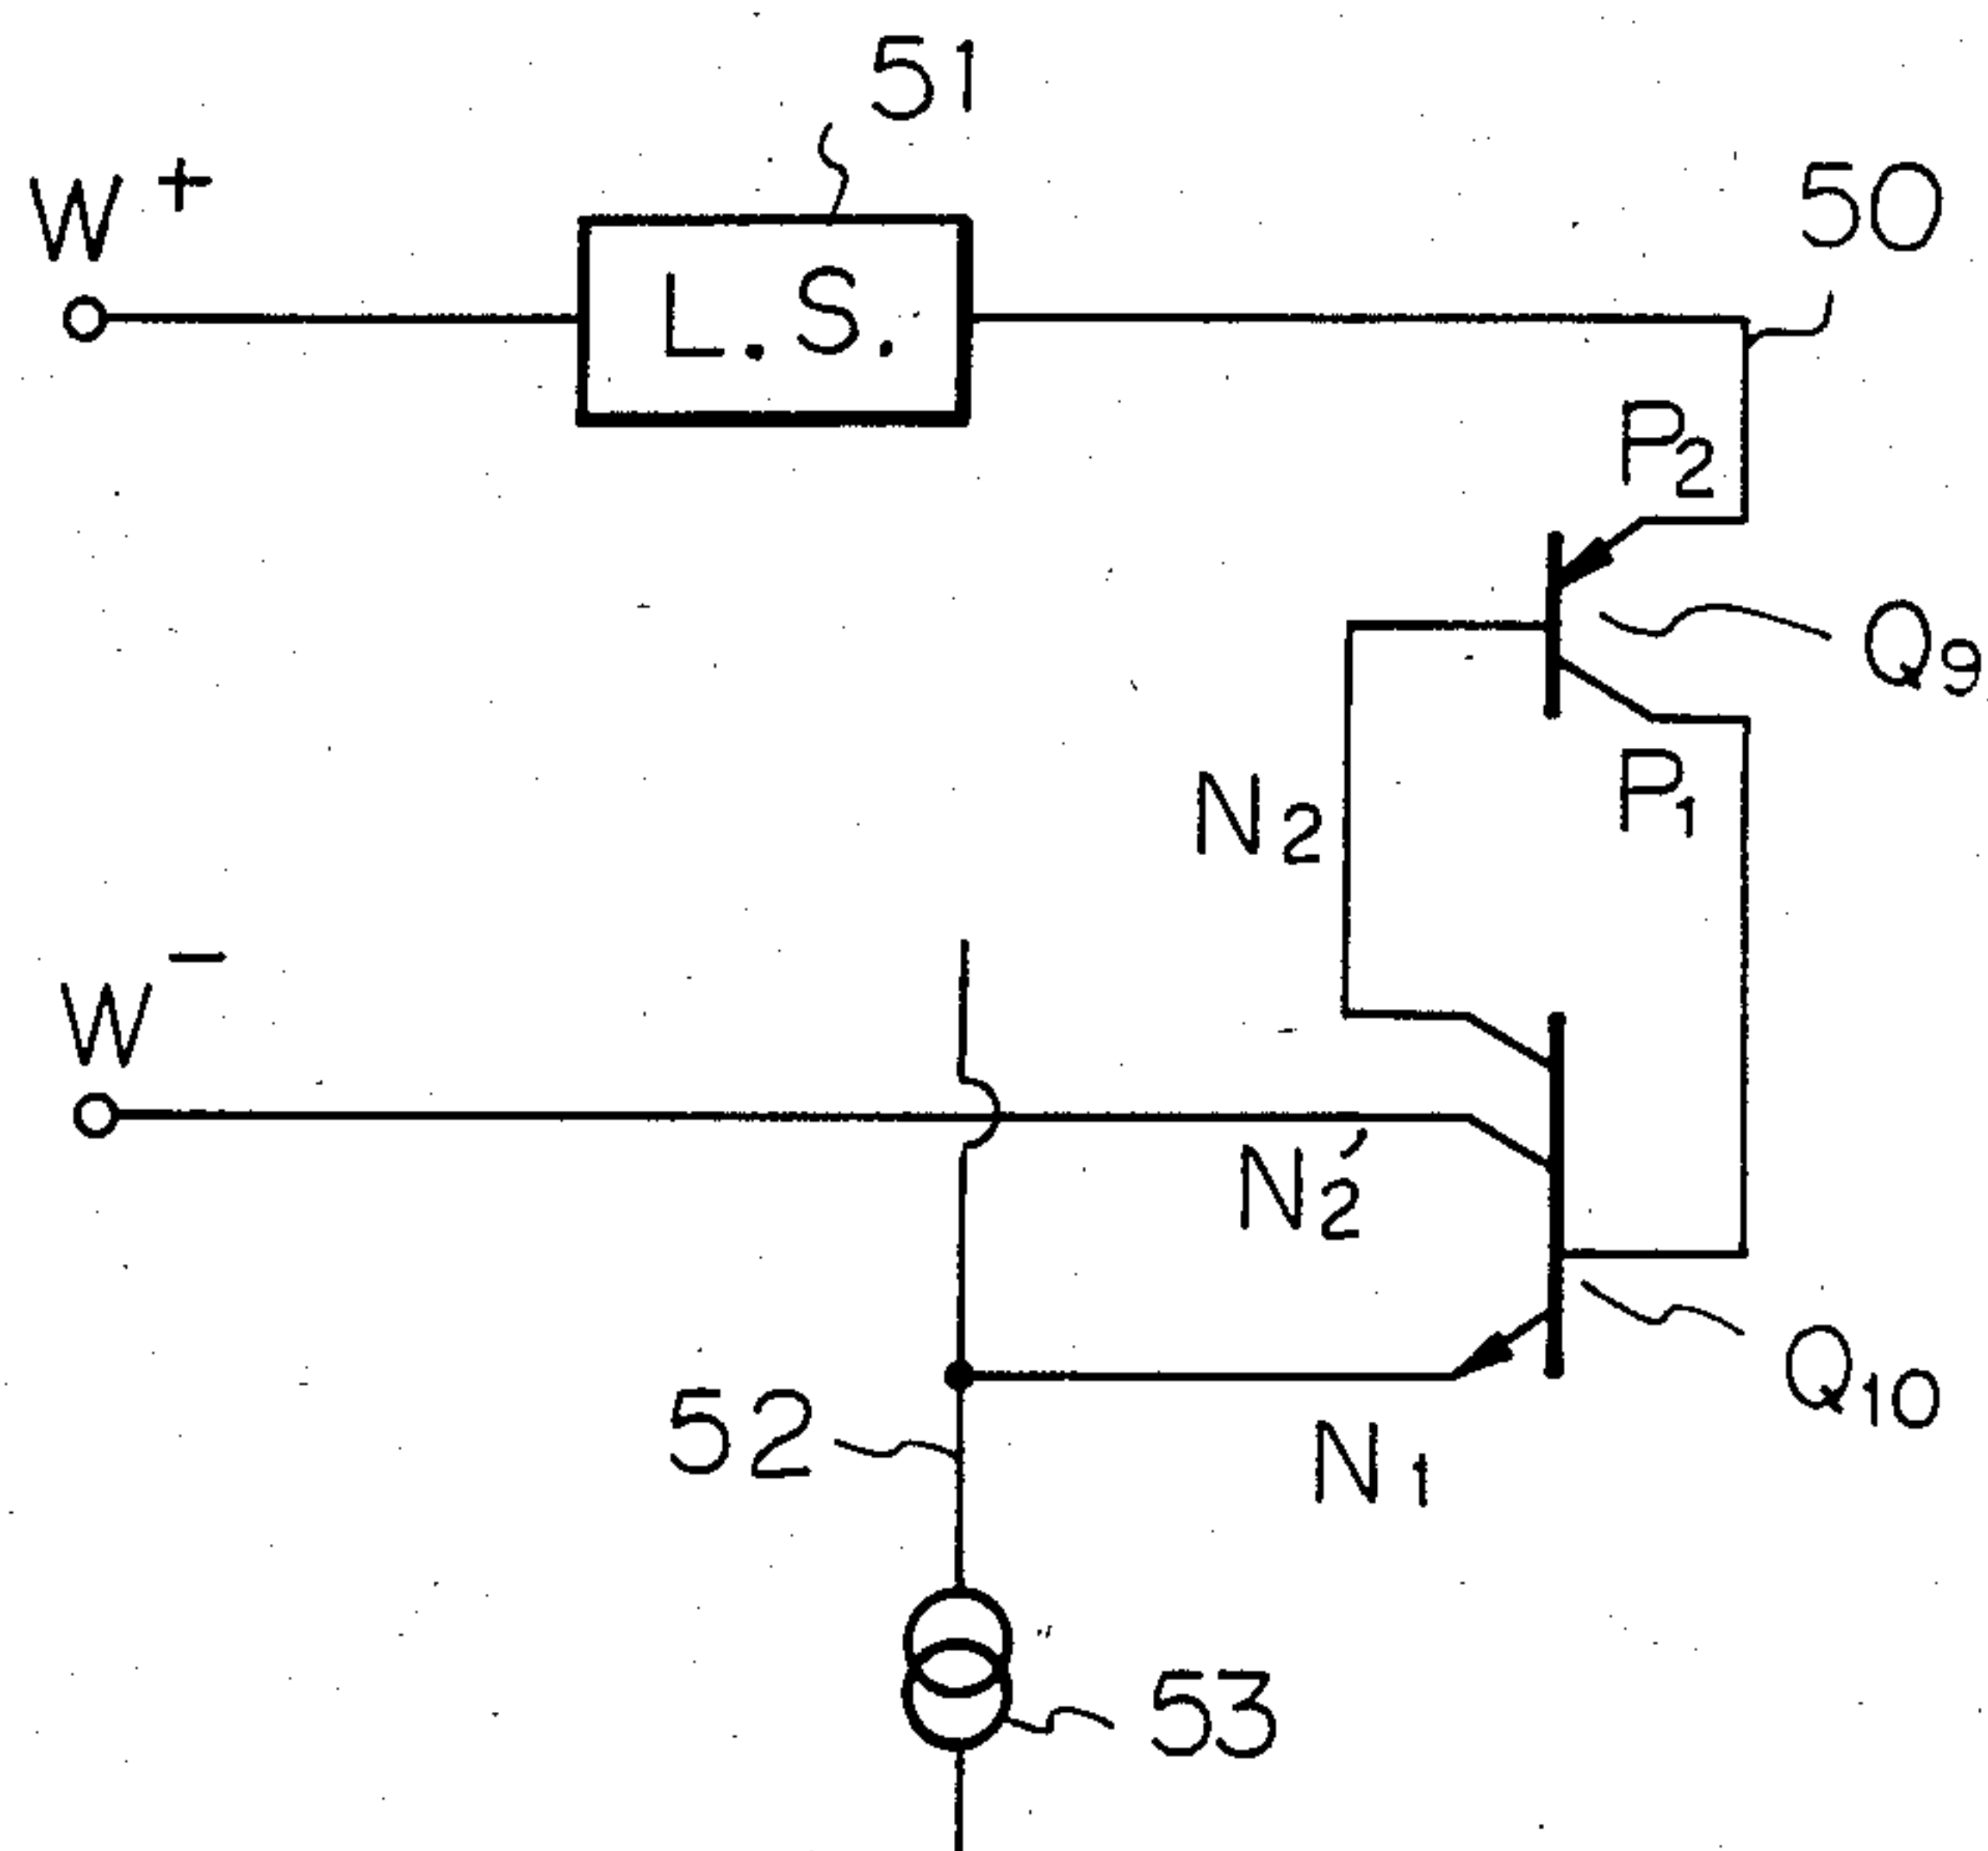 51
W⁺
50
L.S.
P₂
Q₉
N₂
P₁
W⁻
N₂′
Q₁₀
52
N₁
53